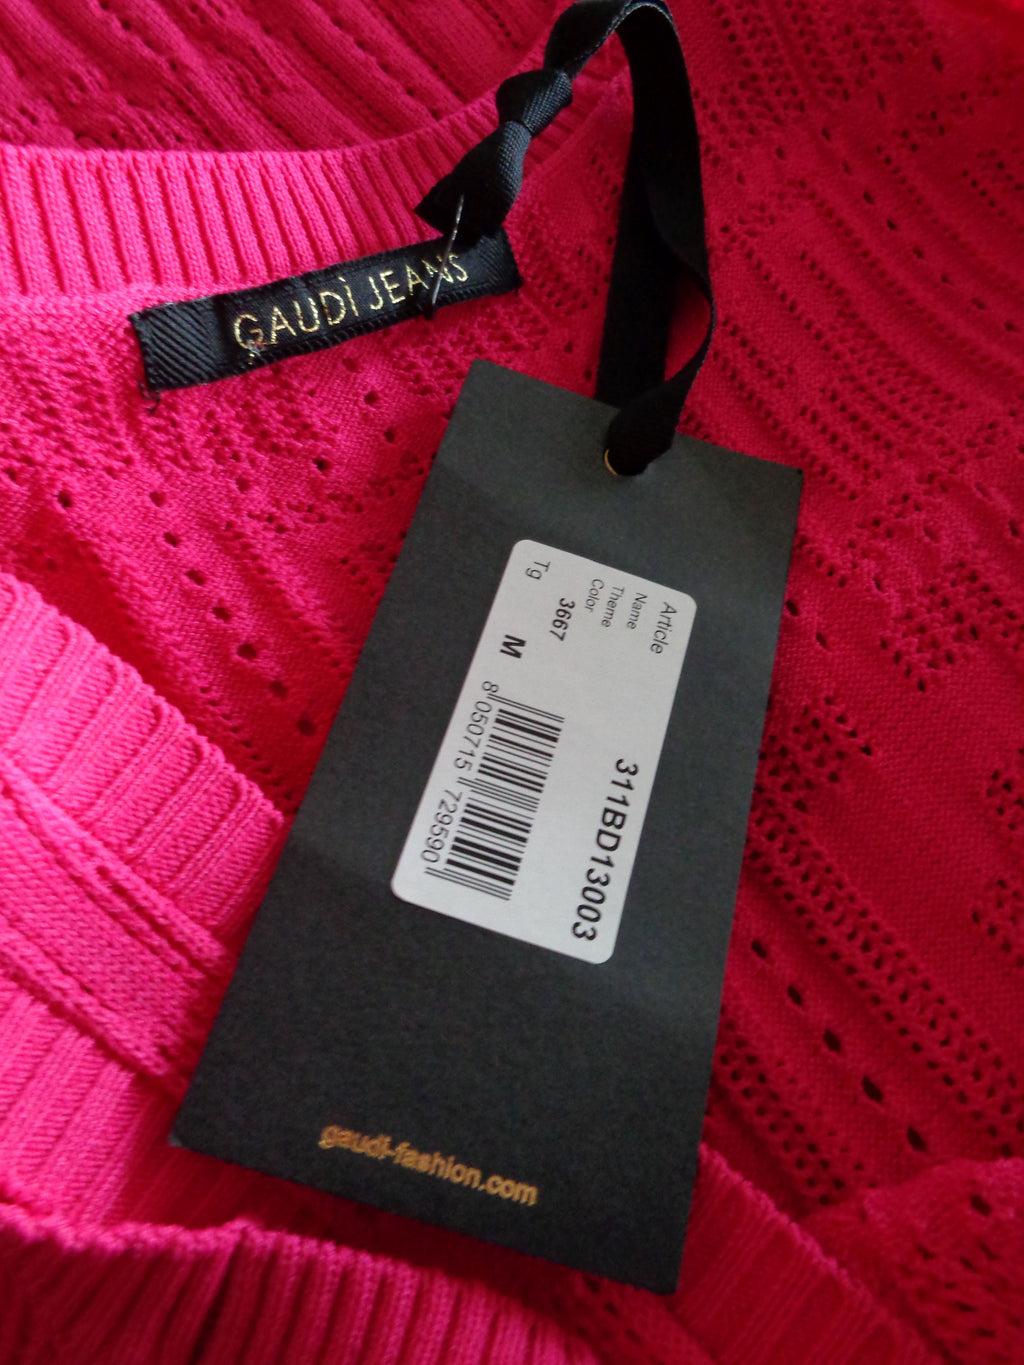 GAUDÌ JEANS
Article 311BD13003
Name
Theme
Color 3667
Tg M
8 050715 729590
gaudi-fashion.com